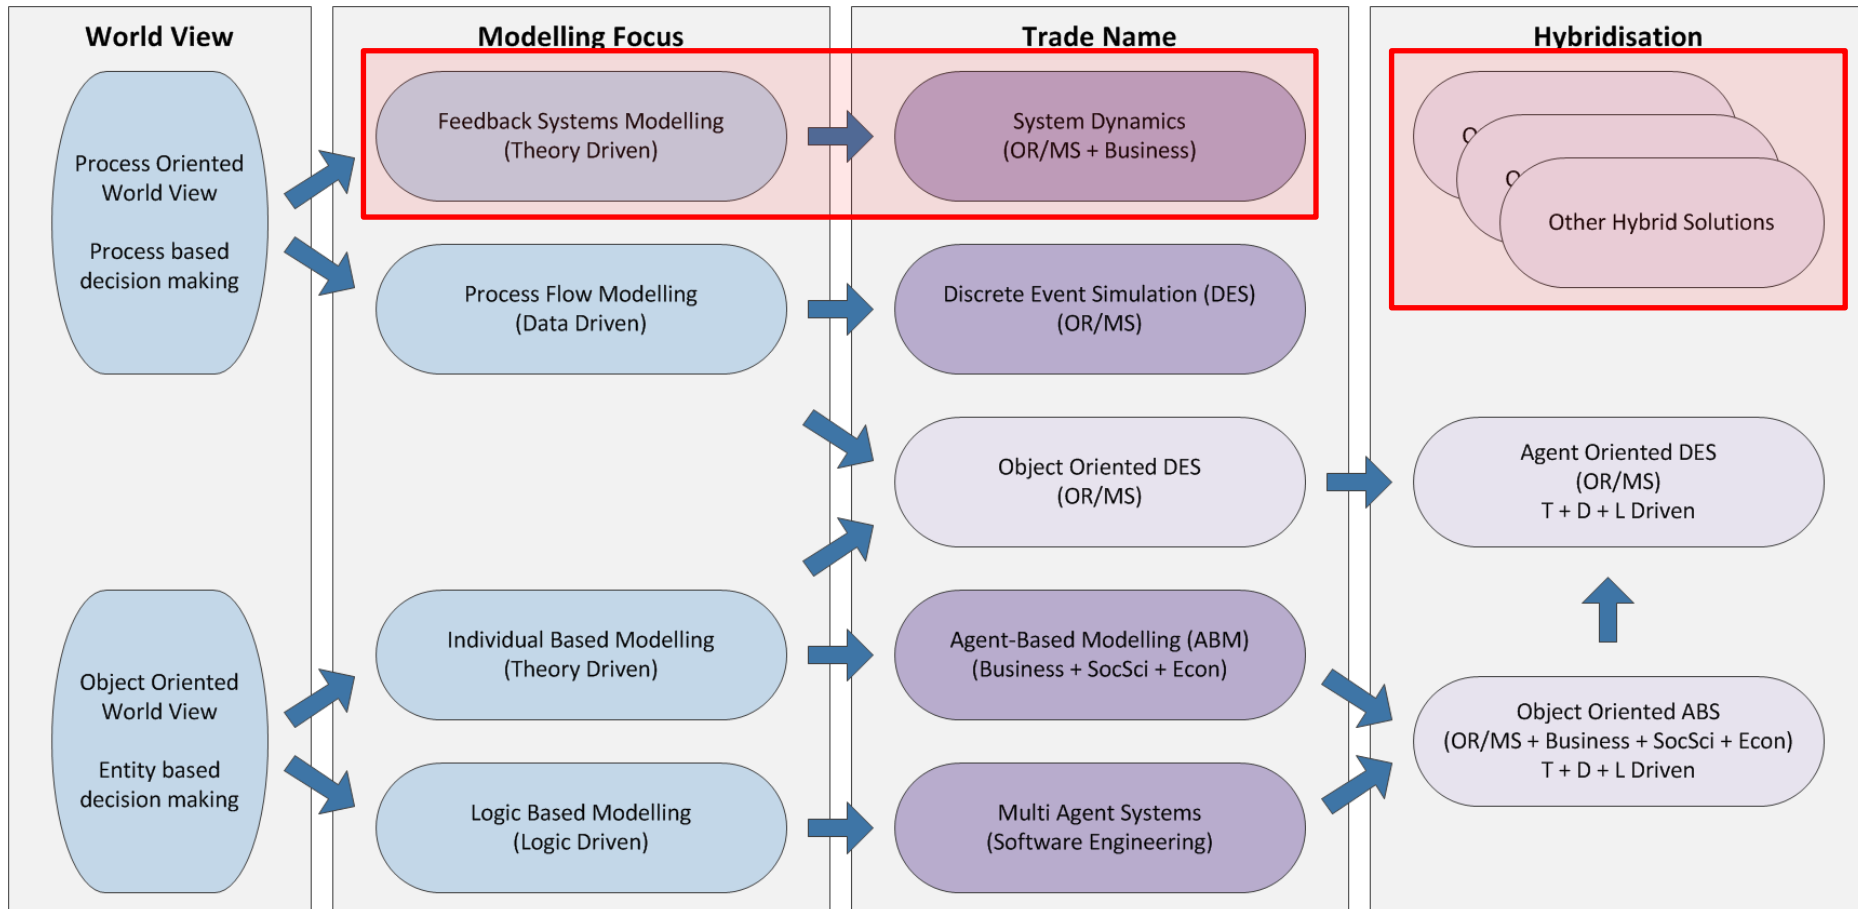 World View
Process Oriented
World View
Process based
decision making
Object Oriented
World View
Entity based
decision making
Modelling Focus
Feedback Systems Modelling
(Theory Driven)
Process Flow Modelling
(Data Driven)
Individual Based Modelling
(Theory Driven)
Logic Based Modelling
(Logic Driven)
Trade Name
System Dynamics
(OR/MS + Business)
Discrete Event Simulation (DES)
(OR/MS)
Object Oriented DES
(OR/MS)
Agent-Based Modelling (ABM)
(Business + SocSci + Econ)
Multi Agent Systems
(Software Engineering)
Hybridisation
Other Hybrid Solutions
Agent Oriented DES
(OR/MS)
T + D + L Driven
Object Oriented ABS
(OR/MS + Business + SocSci + Econ)
T + D + L Driven